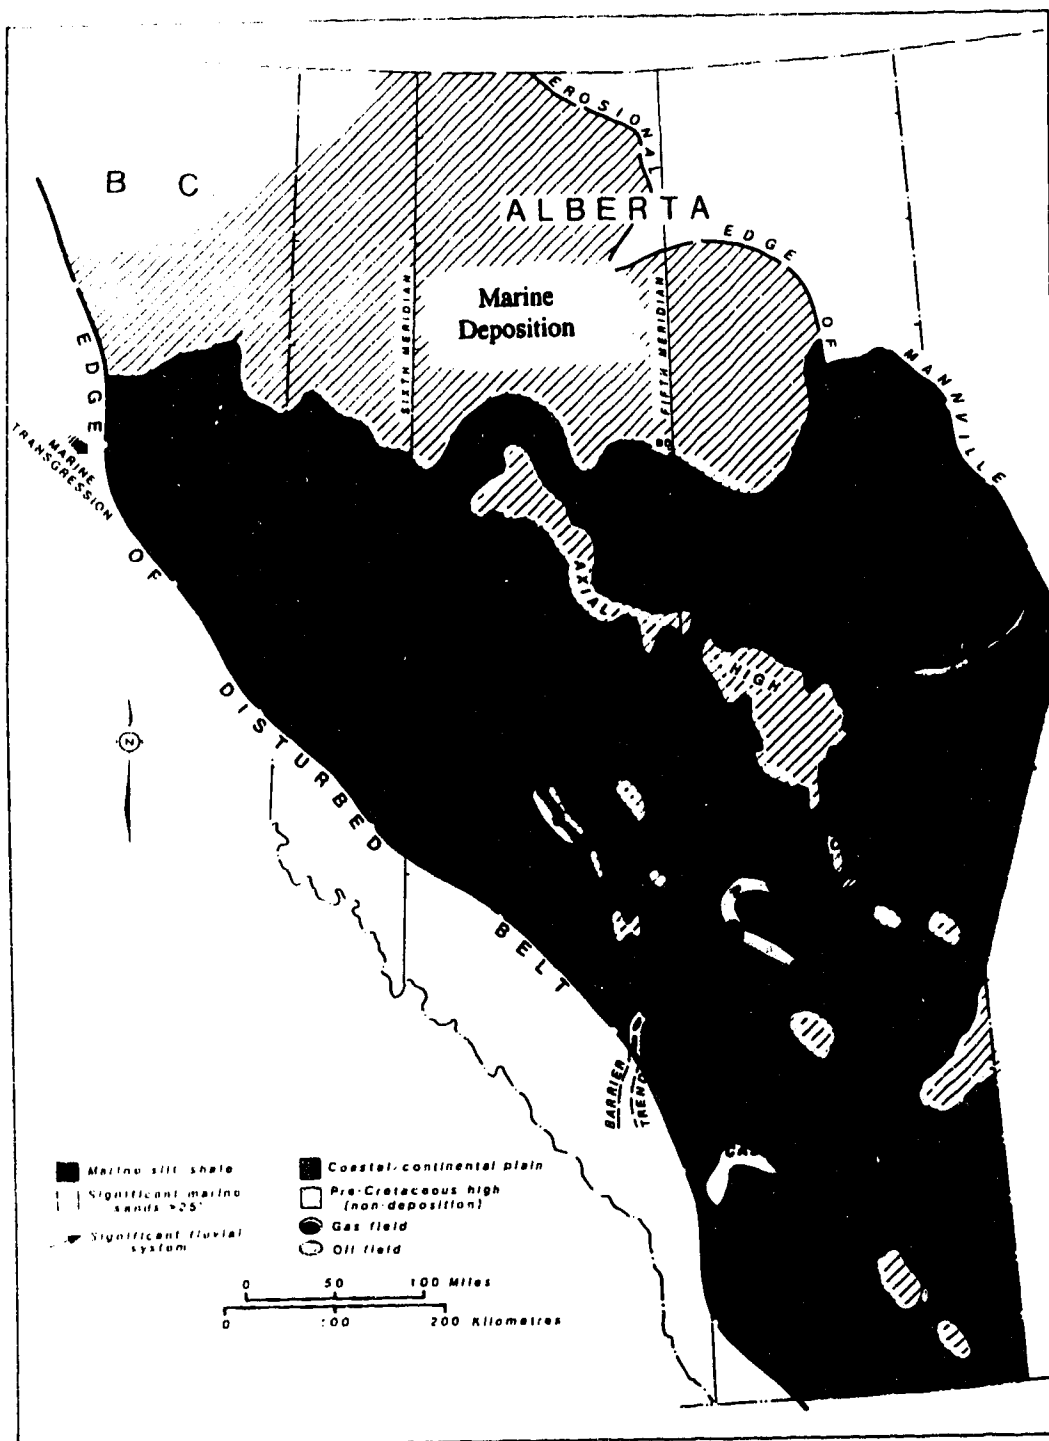 EROSIONAL
B C
ALBERTA
EDGE
OF
MANNVILLE
Marine
Deposition
SIXTH MERIDIAN
FIFTH MERIDIAN
EDGE
OF
DISTURBED
BELT
MARINE
TRANSGRESSION
AXIAL
HIGH
N
BARRIER
TREND
Marine silt shale
Significant marine
sands >25'
Significant fluvial
system
Coastal-continental plain
Pre-Cretaceous high
(non-deposition)
Gas field
Oil field
0 50 100 Miles
0 100 200 Kilometres